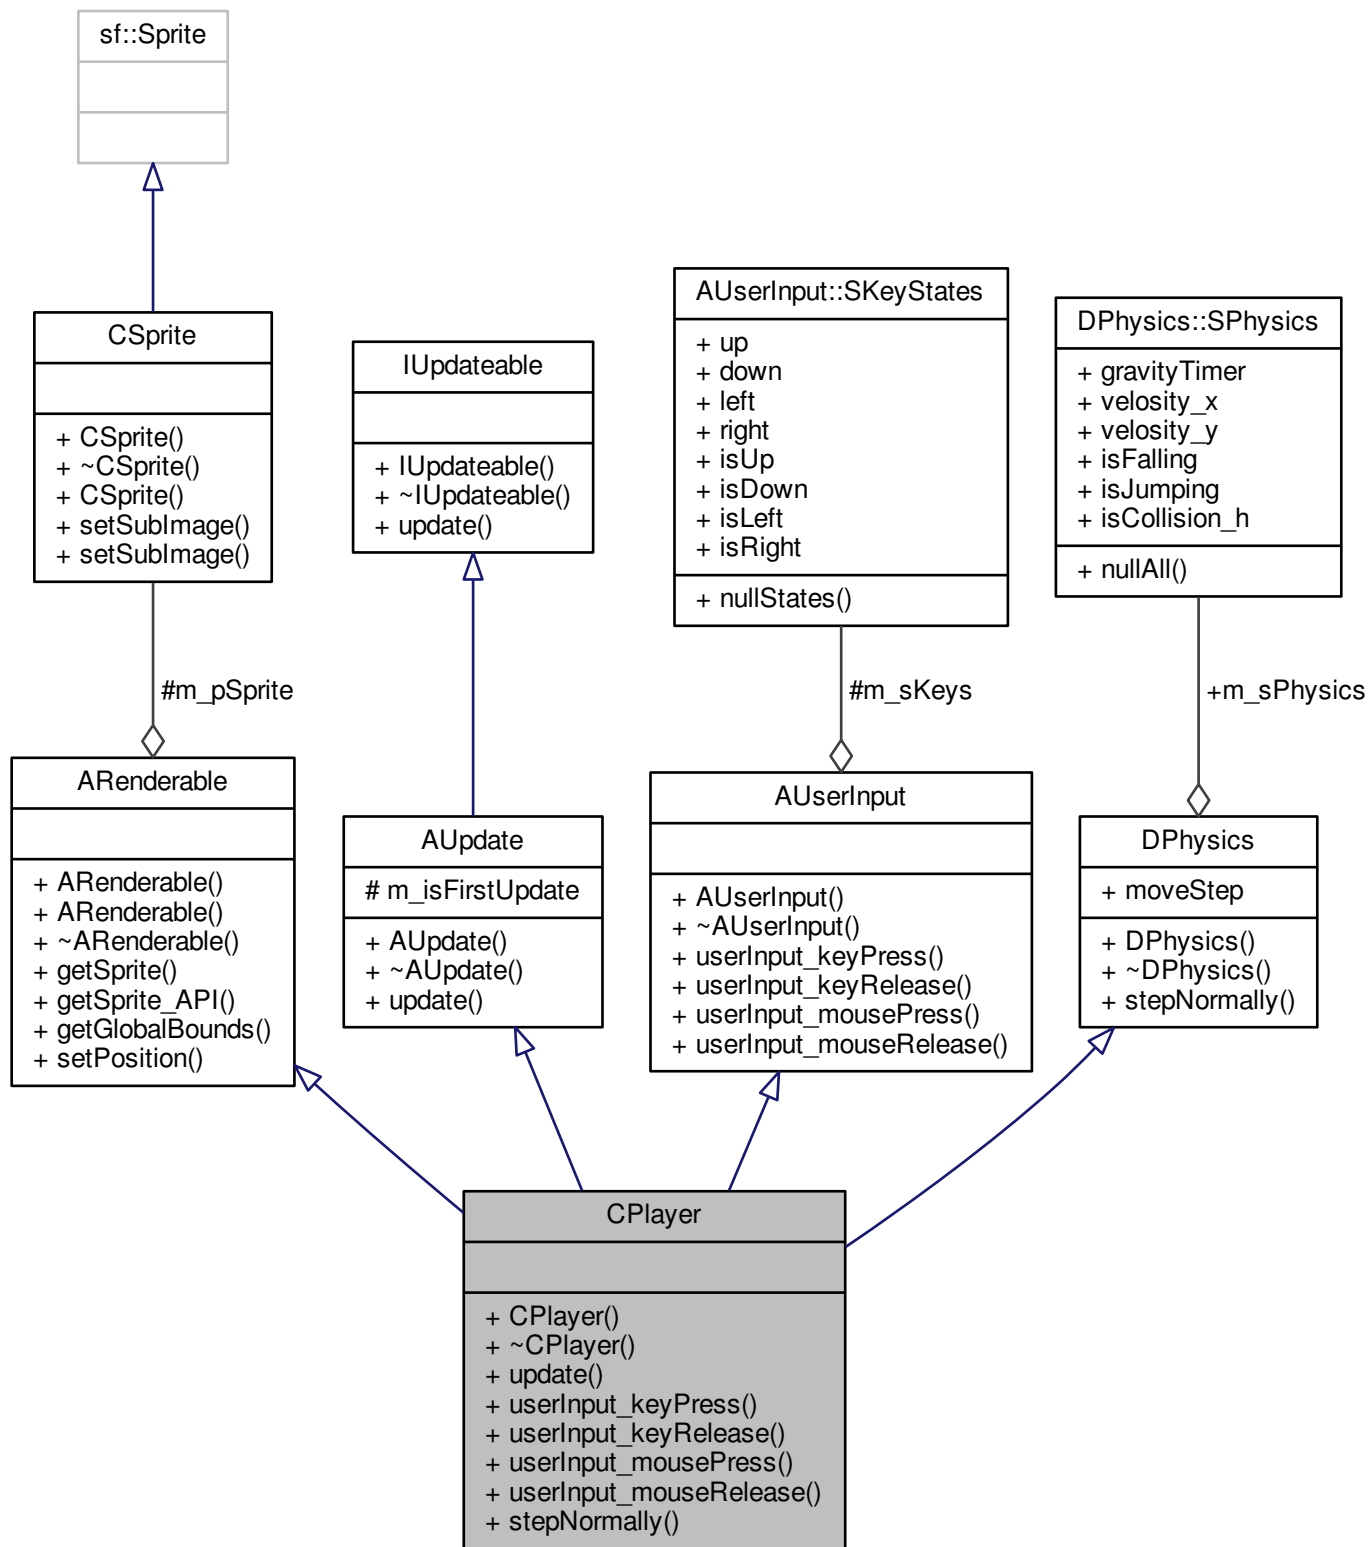 sf::Sprite
CSprite
+ CSprite()
+ ~CSprite()
+ CSprite()
+ setSubImage()
+ setSubImage()
IUpdateable
+ IUpdateable()
+ ~IUpdateable()
+ update()
AUserInput::SKeyStates
+ up
+ down
+ left
+ right
+ isUp
+ isDown
+ isLeft
+ isRight
+ nullStates()
DPhysics::SPhysics
+ gravityTimer
+ velosity_x
+ velosity_y
+ isFalling
+ isJumping
+ isCollision_h
+ nullAll()
#m_pSprite
#m_sKeys
+m_sPhysics
ARenderable
+ ARenderable()
+ ARenderable()
+ ~ARenderable()
+ getSprite()
+ getSprite_API()
+ getGlobalBounds()
+ setPosition()
AUpdate
# m_isFirstUpdate
+ AUpdate()
+ ~AUpdate()
+ update()
AUserInput
+ AUserInput()
+ ~AUserInput()
+ userInput_keyPress()
+ userInput_keyRelease()
+ userInput_mousePress()
+ userInput_mouseRelease()
DPhysics
+ moveStep
+ DPhysics()
+ ~DPhysics()
+ stepNormally()
CPlayer
+ CPlayer()
+ ~CPlayer()
+ update()
+ userInput_keyPress()
+ userInput_keyRelease()
+ userInput_mousePress()
+ userInput_mouseRelease()
+ stepNormally()